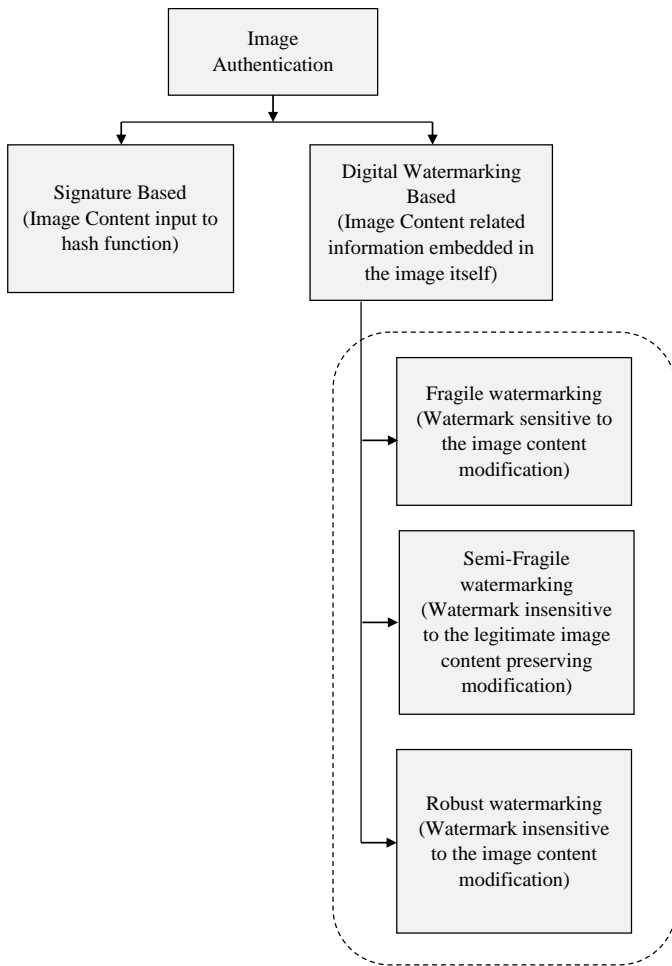 Image
Authentication
Signature Based
(Image Content input to
hash function)
Digital Watermarking
Based
(Image Content related
information embedded in
the image itself)
Fragile watermarking
(Watermark sensitive to
the image content
modification)
Semi-Fragile
watermarking
(Watermark insensitive
to the legitimate image
content preserving
modification)
Robust watermarking
(Watermark insensitive
to the image content
modification)